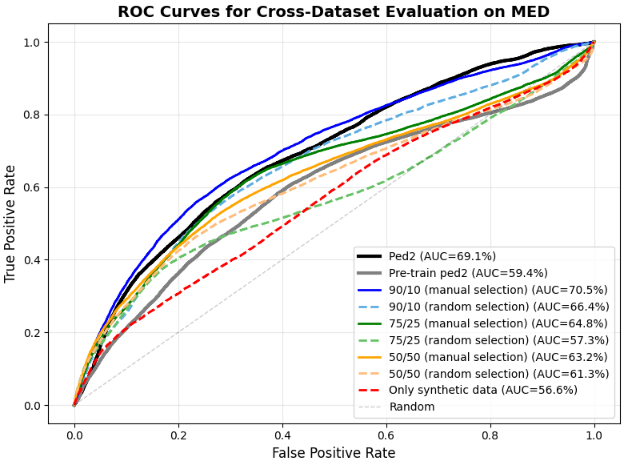 ROC Curves for Cross-Dataset Evaluation on MED
True Positive Rate
1.0
0.8
0.6
0.4
0.2
0.0
0.0 0.2 0.4 0.6 0.8 1.0
False Positive Rate
Ped2 (AUC=69.1%)
Pre-train ped2 (AUC=59.4%)
90/10 (manual selection) (AUC=70.5%)
90/10 (random selection) (AUC=66.4%)
75/25 (manual selection) (AUC=64.8%)
75/25 (random selection) (AUC=57.3%)
50/50 (manual selection) (AUC=63.2%)
50/50 (random selection) (AUC=61.3%)
Only synthetic data (AUC=56.6%)
Random